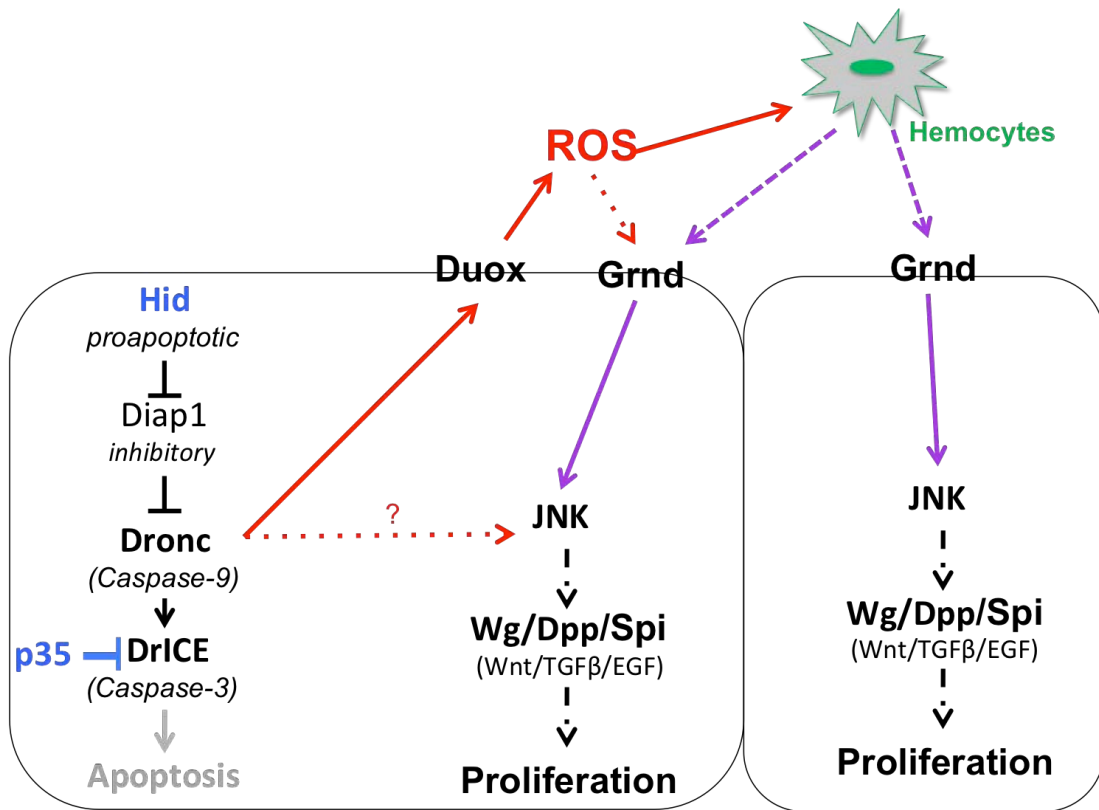 Hemocytes
ROS
Duox
Grnd
Grnd
Hid
proapoptotic
Diap1
inhibitory
Dronc
(Caspase-9)
p35
DrICE
(Caspase-3)
Apoptosis
?
JNK
Wg/Dpp/Spi
(Wnt/TGFβ/EGF)
Proliferation
JNK
Wg/Dpp/Spi
(Wnt/TGFβ/EGF)
Proliferation